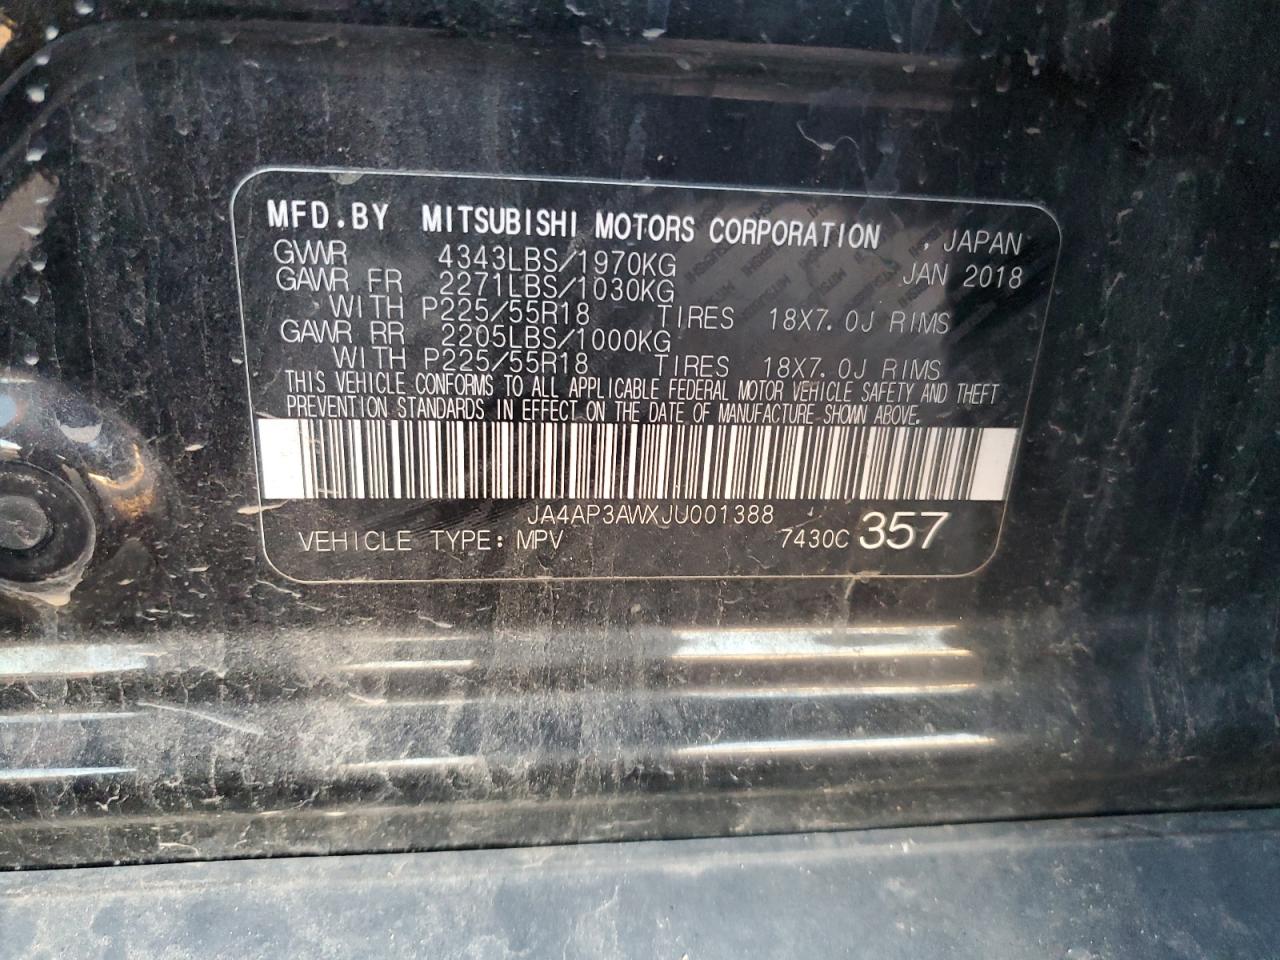 MFD.BY MITSUBISHI MOTORS CORPORATION , JAPAN
GVWR 4343LBS/1970KG JAN 2018
GAWR FR 2271LBS/1030KG
WITH P225/55R18 TIRES 18X7.0J RIMS
GAWR RR 2205LBS/1000KG
WITH P225/55R18 TIRES 18X7.0J RIMS
THIS VEHICLE CONFORMS TO ALL APPLICABLE FEDERAL MOTOR VEHICLE SAFETY AND THEFT
PREVENTION STANDARDS IN EFFECT ON THE DATE OF MANUFACTURE SHOWN ABOVE.
JA4AP3AWXJU001388
VEHICLE TYPE: MPV 7430C 357